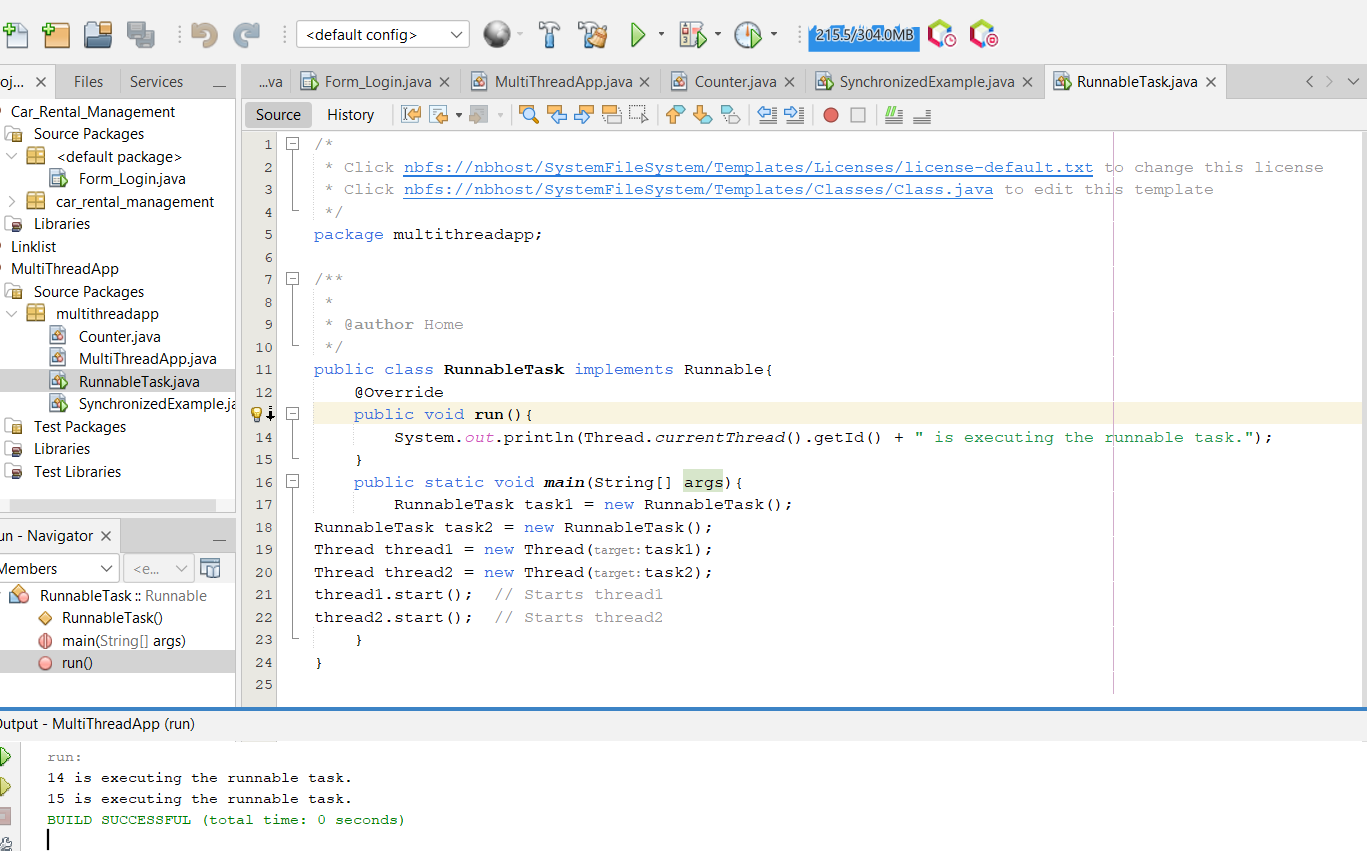 <default config>
215.5/304.0MB
oj...
Files
Services
...va
Form_Login.java
MultiThreadApp.java
Counter.java
SynchronizedExample.java
RunnableTask.java
Car_Rental_Management
Source Packages
<default package>
Form_Login.java
car_rental_management
Libraries
Linklist
MultiThreadApp
Source Packages
multithreadapp
Counter.java
MultiThreadApp.java
RunnableTask.java
SynchronizedExample.ja
Test Packages
Libraries
Test Libraries
un - Navigator
Members
<e...
RunnableTask :: Runnable
RunnableTask()
main(String[] args)
run()
Source
History
1 /*
2 * Click nbfs://nbhost/SystemFileSystem/Templates/Licenses/license-default.txt to change this license
3 * Click nbfs://nbhost/SystemFileSystem/Templates/Classes/Class.java to edit this template
4 */
5 package multithreadapp;
6
7 /**
8 *
9 * @author Home
10 */
11 public class RunnableTask implements Runnable{
12 @Override
public void run(){
14 System.out.println(Thread.currentThread().getId() + " is executing the runnable task.");
15 }
16 public static void main(String[] args){
17 RunnableTask task1 = new RunnableTask();
18 RunnableTask task2 = new RunnableTask();
19 Thread thread1 = new Thread(target:task1);
20 Thread thread2 = new Thread(target:task2);
21 thread1.start(); // Starts thread1
22 thread2.start(); // Starts thread2
23 }
24 }
25
Output - MultiThreadApp (run)
run:
14 is executing the runnable task.
15 is executing the runnable task.
BUILD SUCCESSFUL (total time: 0 seconds)